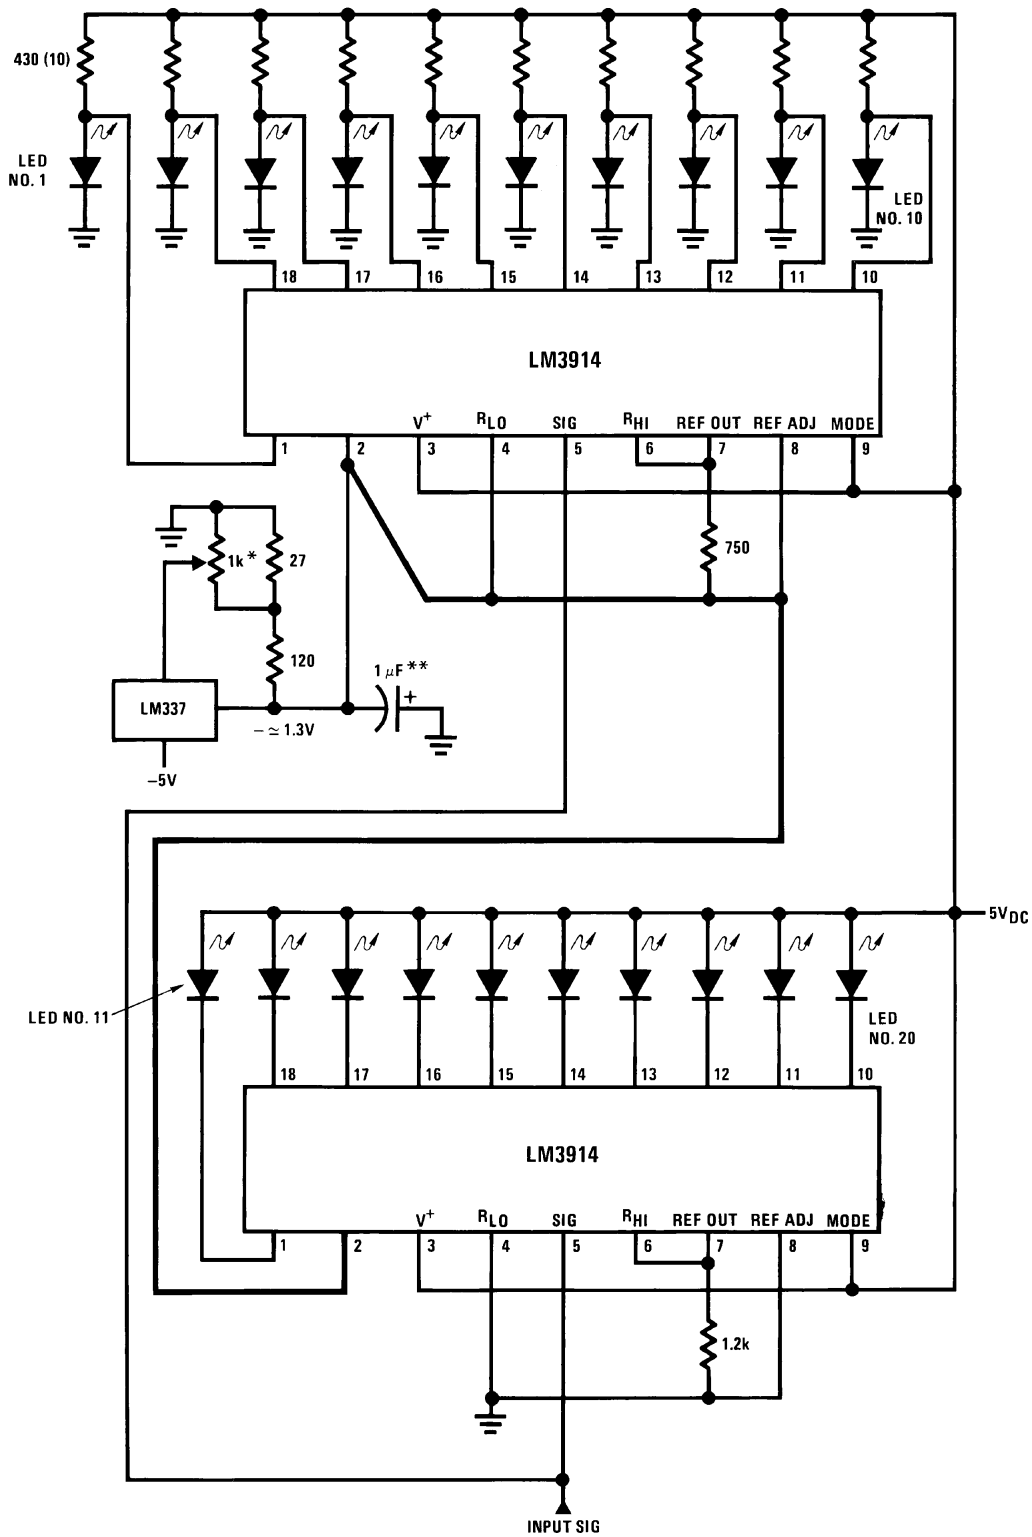 430 (10)
LED
NO. 1
LED
NO. 10
18 17 16 15 14 13 12 11 10
LM3914
V+ RLO SIG RHI REF OUT REF ADJ MODE
1 2 3 4 5 6 7 8 9
1k* 27
750
120
1 μF**
+
LM337
− ≃ 1.3V
−5V
5VDC
LED NO. 11
LED
NO. 20
18 17 16 15 14 13 12 11 10
LM3914
V+ RLO SIG RHI REF OUT REF ADJ MODE
1 2 3 4 5 6 7 8 9
1.2k
INPUT SIG